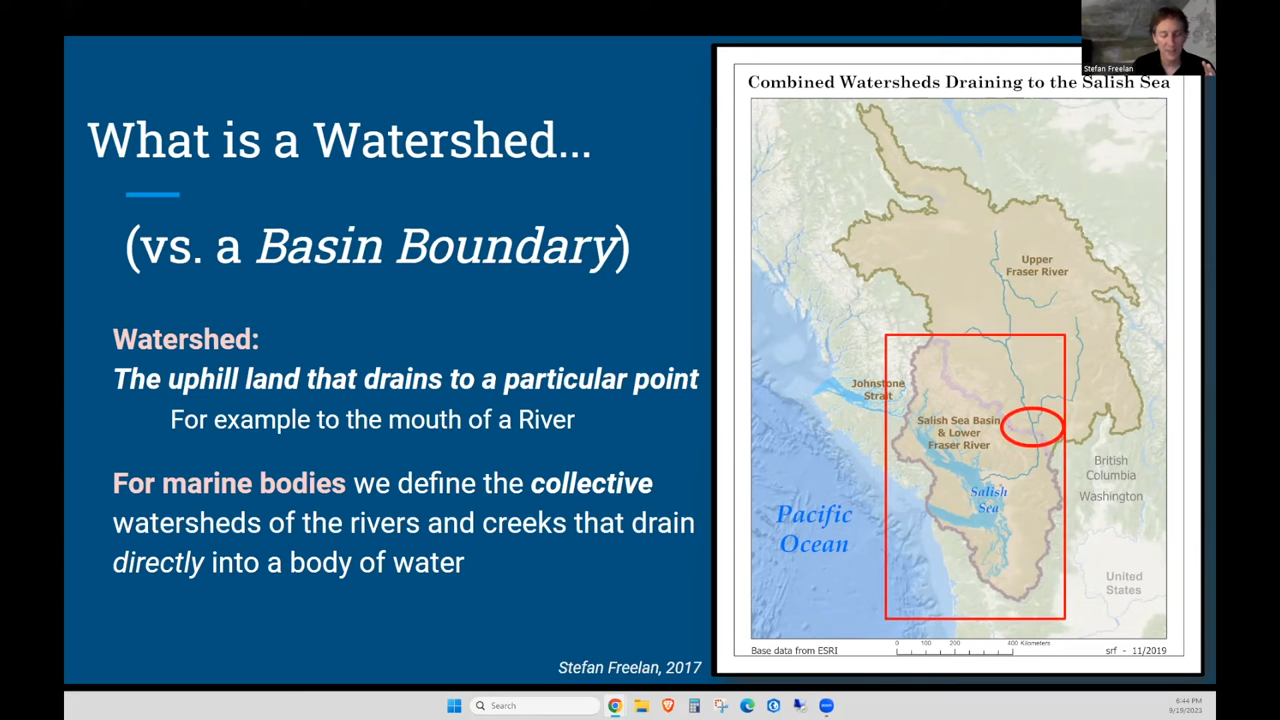 Stefan Freelan
What is a Watershed...
(vs. a Basin Boundary)
Watershed:
The uphill land that drains to a particular point
For example to the mouth of a River
For marine bodies we define the collective
watersheds of the rivers and creeks that drain
directly into a body of water
Stefan Freelan, 2017
Combined Watersheds Draining to the Salish Sea
Upper
Fraser River
Johnstone
Strait
Salish Sea Basin
& Lower
Fraser River
British
Columbia
Washington
Salish
Sea
Pacific
Ocean
United
States
0 100 200 400 Kilometers
Base data from ESRI
srf - 11/2019
Search
6:44 PM
9/19/2023